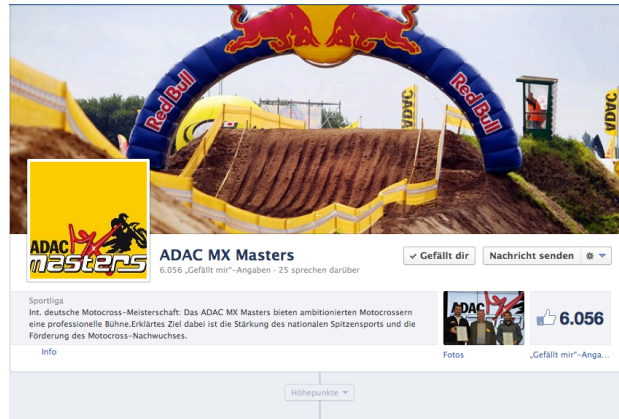 Red Bull
Red Bull
ADAC
ADAC
ADAC MX
masters
ADAC MX Masters
6.056 „Gefällt mir“-Angaben · 25 sprechen darüber
Gefällt dir
Nachricht senden
Sportliga
Int. deutsche Motocross-Meisterschaft: Das ADAC MX Masters bieten ambitionierten Motocrossern
eine professionelle Bühne.Erklärtes Ziel dabei ist die Stärkung des nationalen Spitzensports und die
Förderung des Motocross-Nachwuchses.
Info
ADAC
6.056
Fotos
„Gefällt mir“-Anga...
Höhepunkte